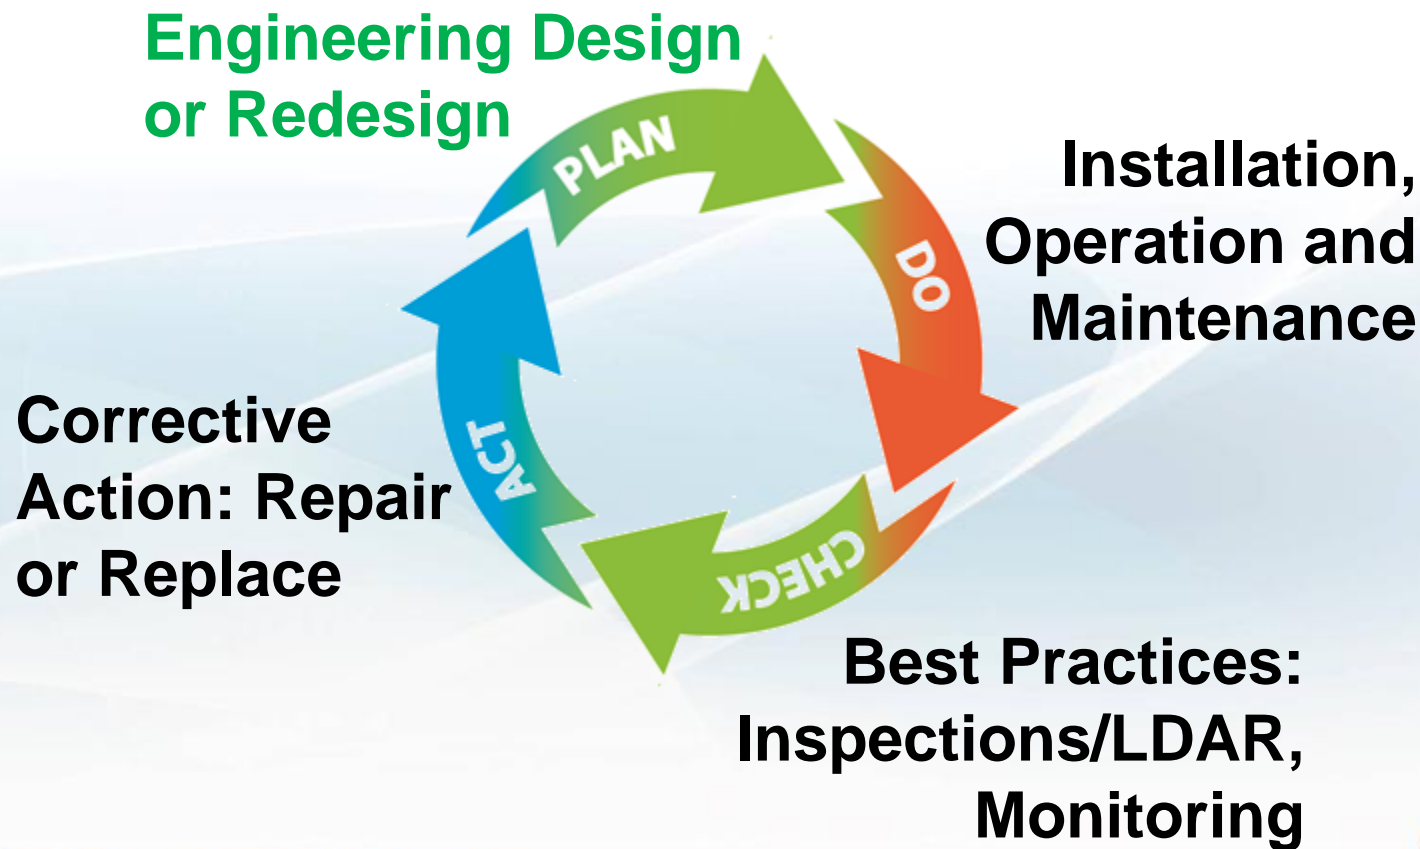 Engineering Design
or Redesign
PLAN
Installation,
Operation and
Maintenance
DO
Corrective
Action: Repair
or Replace
ACT
CHECK
Best Practices:
Inspections/LDAR,
Monitoring